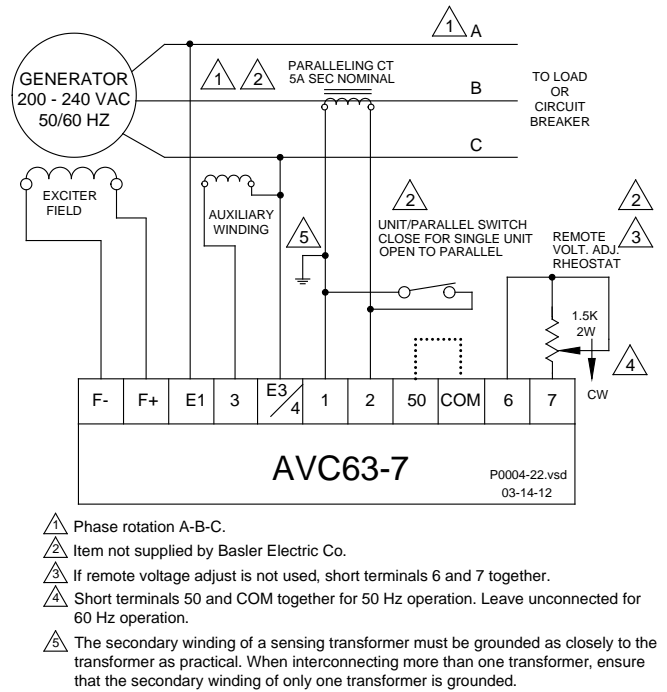 1 A
GENERATOR
200 - 240 VAC
50/60 HZ
1 2
PARALLELING CT
5A SEC NOMINAL
B
TO LOAD
OR
CIRCUIT
BREAKER
C
EXCITER
FIELD
AUXILIARY
WINDING
5
2
UNIT/PARALLEL SWITCH
CLOSE FOR SINGLE UNIT
OPEN TO PARALLEL
2
3
REMOTE
VOLT. ADJ.
RHEOSTAT
1.5K
2W
4
CW
F- F+ E1 3 E3/4 1 2 50 COM 6 7
AVC63-7
P0004-22.vsd
03-14-12
1 Phase rotation A-B-C.
2 Item not supplied by Basler Electric Co.
3 If remote voltage adjust is not used, short terminals 6 and 7 together.
4 Short terminals 50 and COM together for 50 Hz operation. Leave unconnected for
60 Hz operation.
5 The secondary winding of a sensing transformer must be grounded as closely to the
transformer as practical. When interconnecting more than one transformer, ensure
that the secondary winding of only one transformer is grounded.